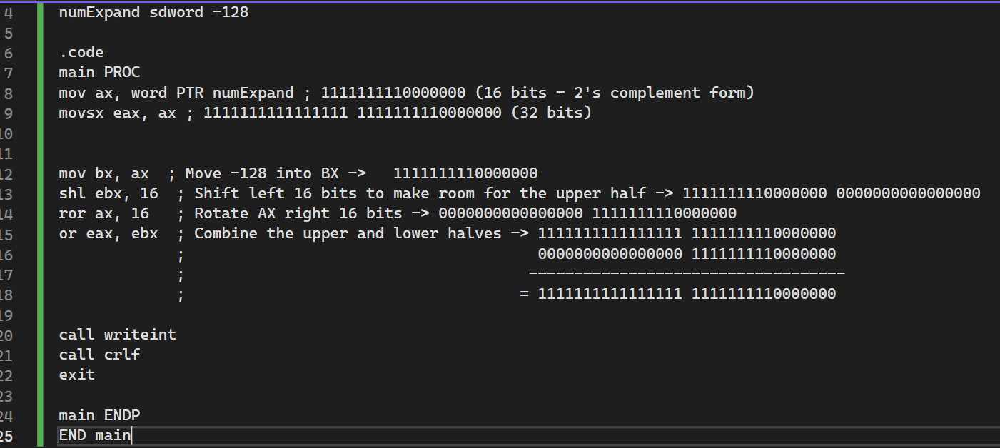 4 numExpand sdword -128
5
6 .code
7 main PROC
8 mov ax, word PTR numExpand ; 1111111110000000 (16 bits - 2's complement form)
9 movsx eax, ax ; 1111111111111111 1111111110000000 (32 bits)
10
11
12 mov bx, ax  ; Move -128 into BX ->   1111111110000000
13 shl ebx, 16  ; Shift left 16 bits to make room for the upper half -> 1111111110000000 0000000000000000
14 ror ax, 16   ; Rotate AX right 16 bits -> 0000000000000000 1111111110000000
15 or eax, ebx  ; Combine the upper and lower halves -> 1111111111111111 1111111110000000
16              ;                                       0000000000000000 1111111110000000
17              ;                                      -----------------------------------
18              ;                                     = 1111111111111111 1111111110000000
19
20 call writeint
21 call crlf
22 exit
23
24 main ENDP
25 END main